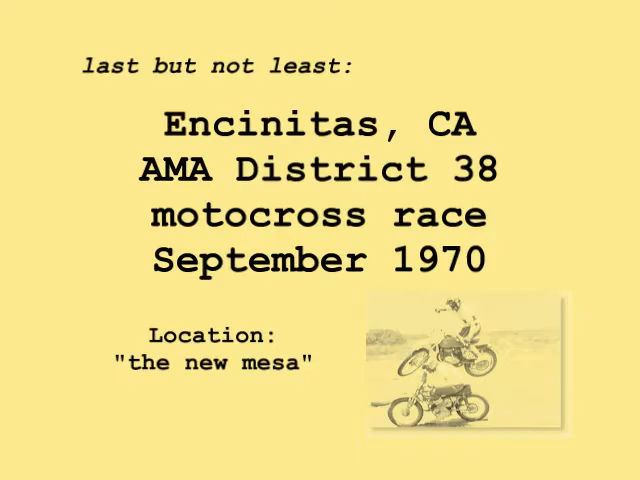 last but not least:
Encinitas, CA
AMA District 38
motocross race
September 1970
Location:
"the new mesa"